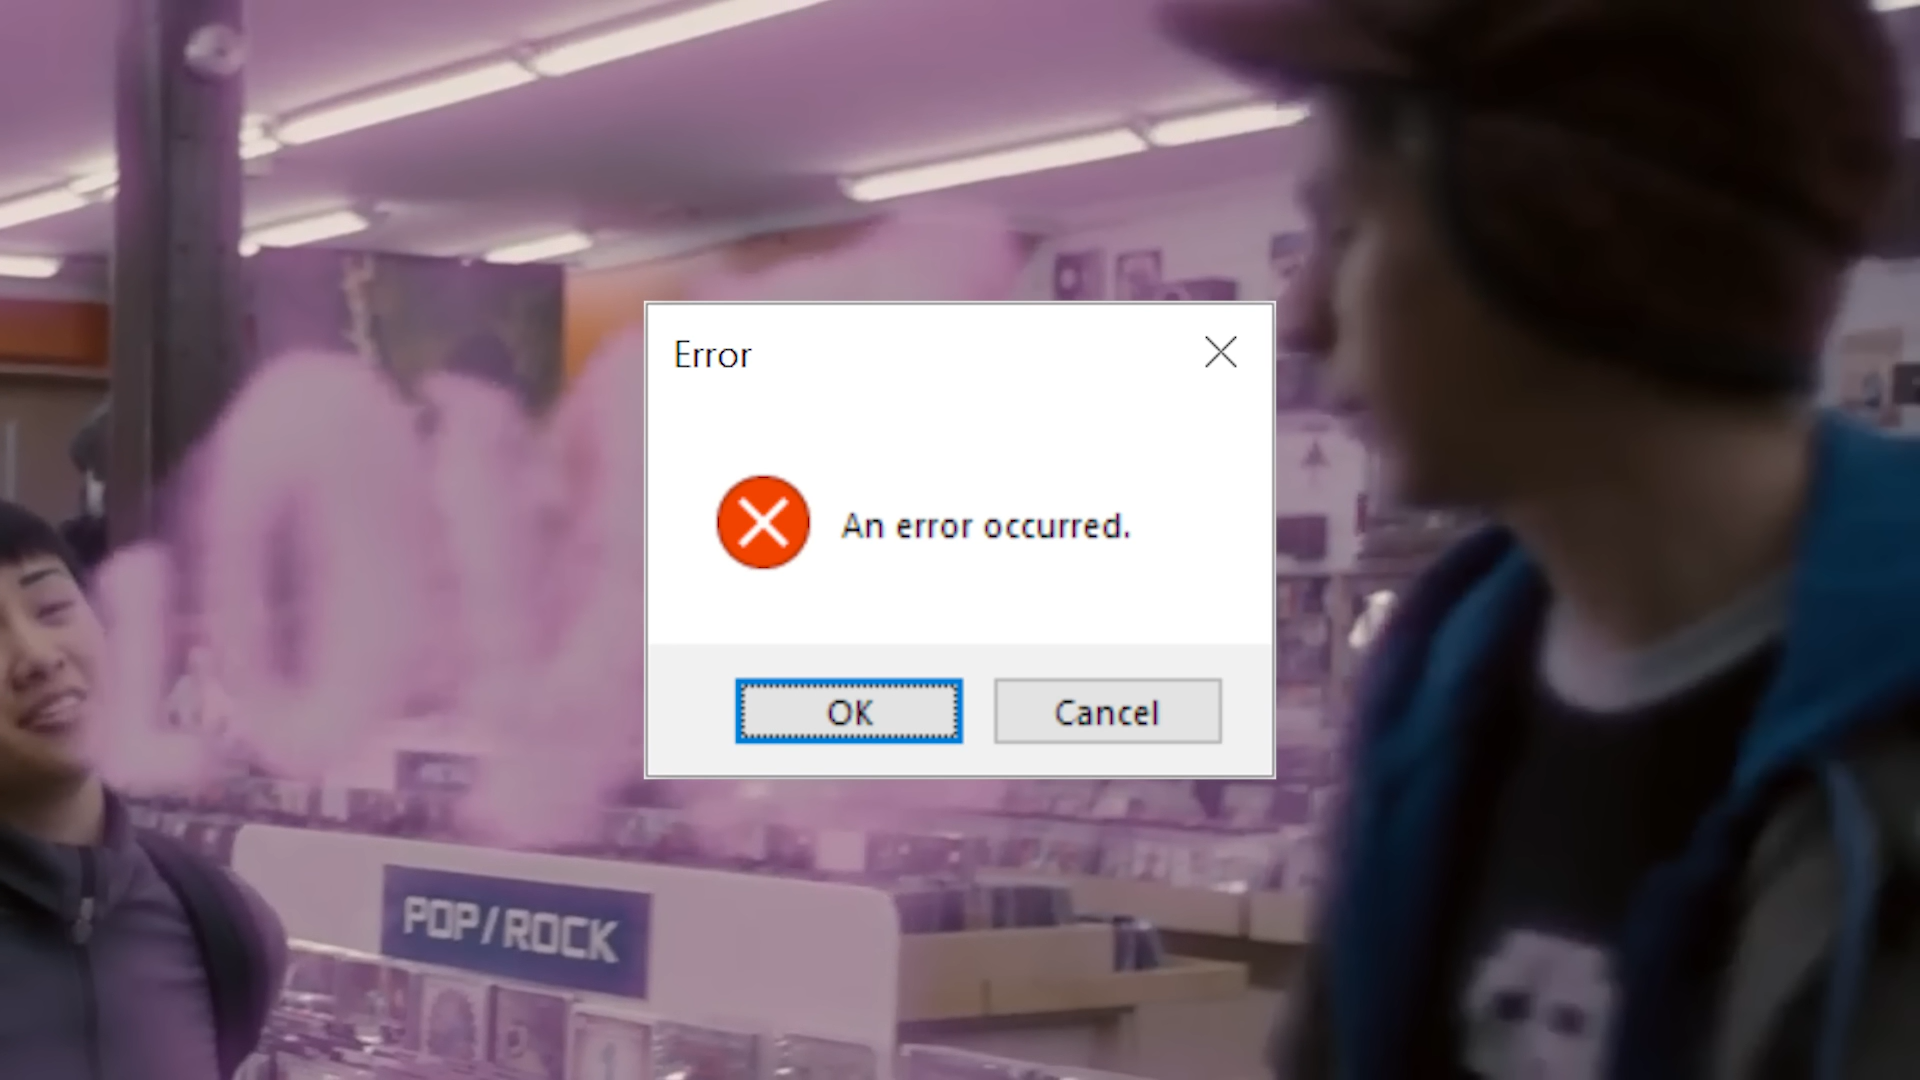 Error
An error occurred.
OK
Cancel
POP/ROCK